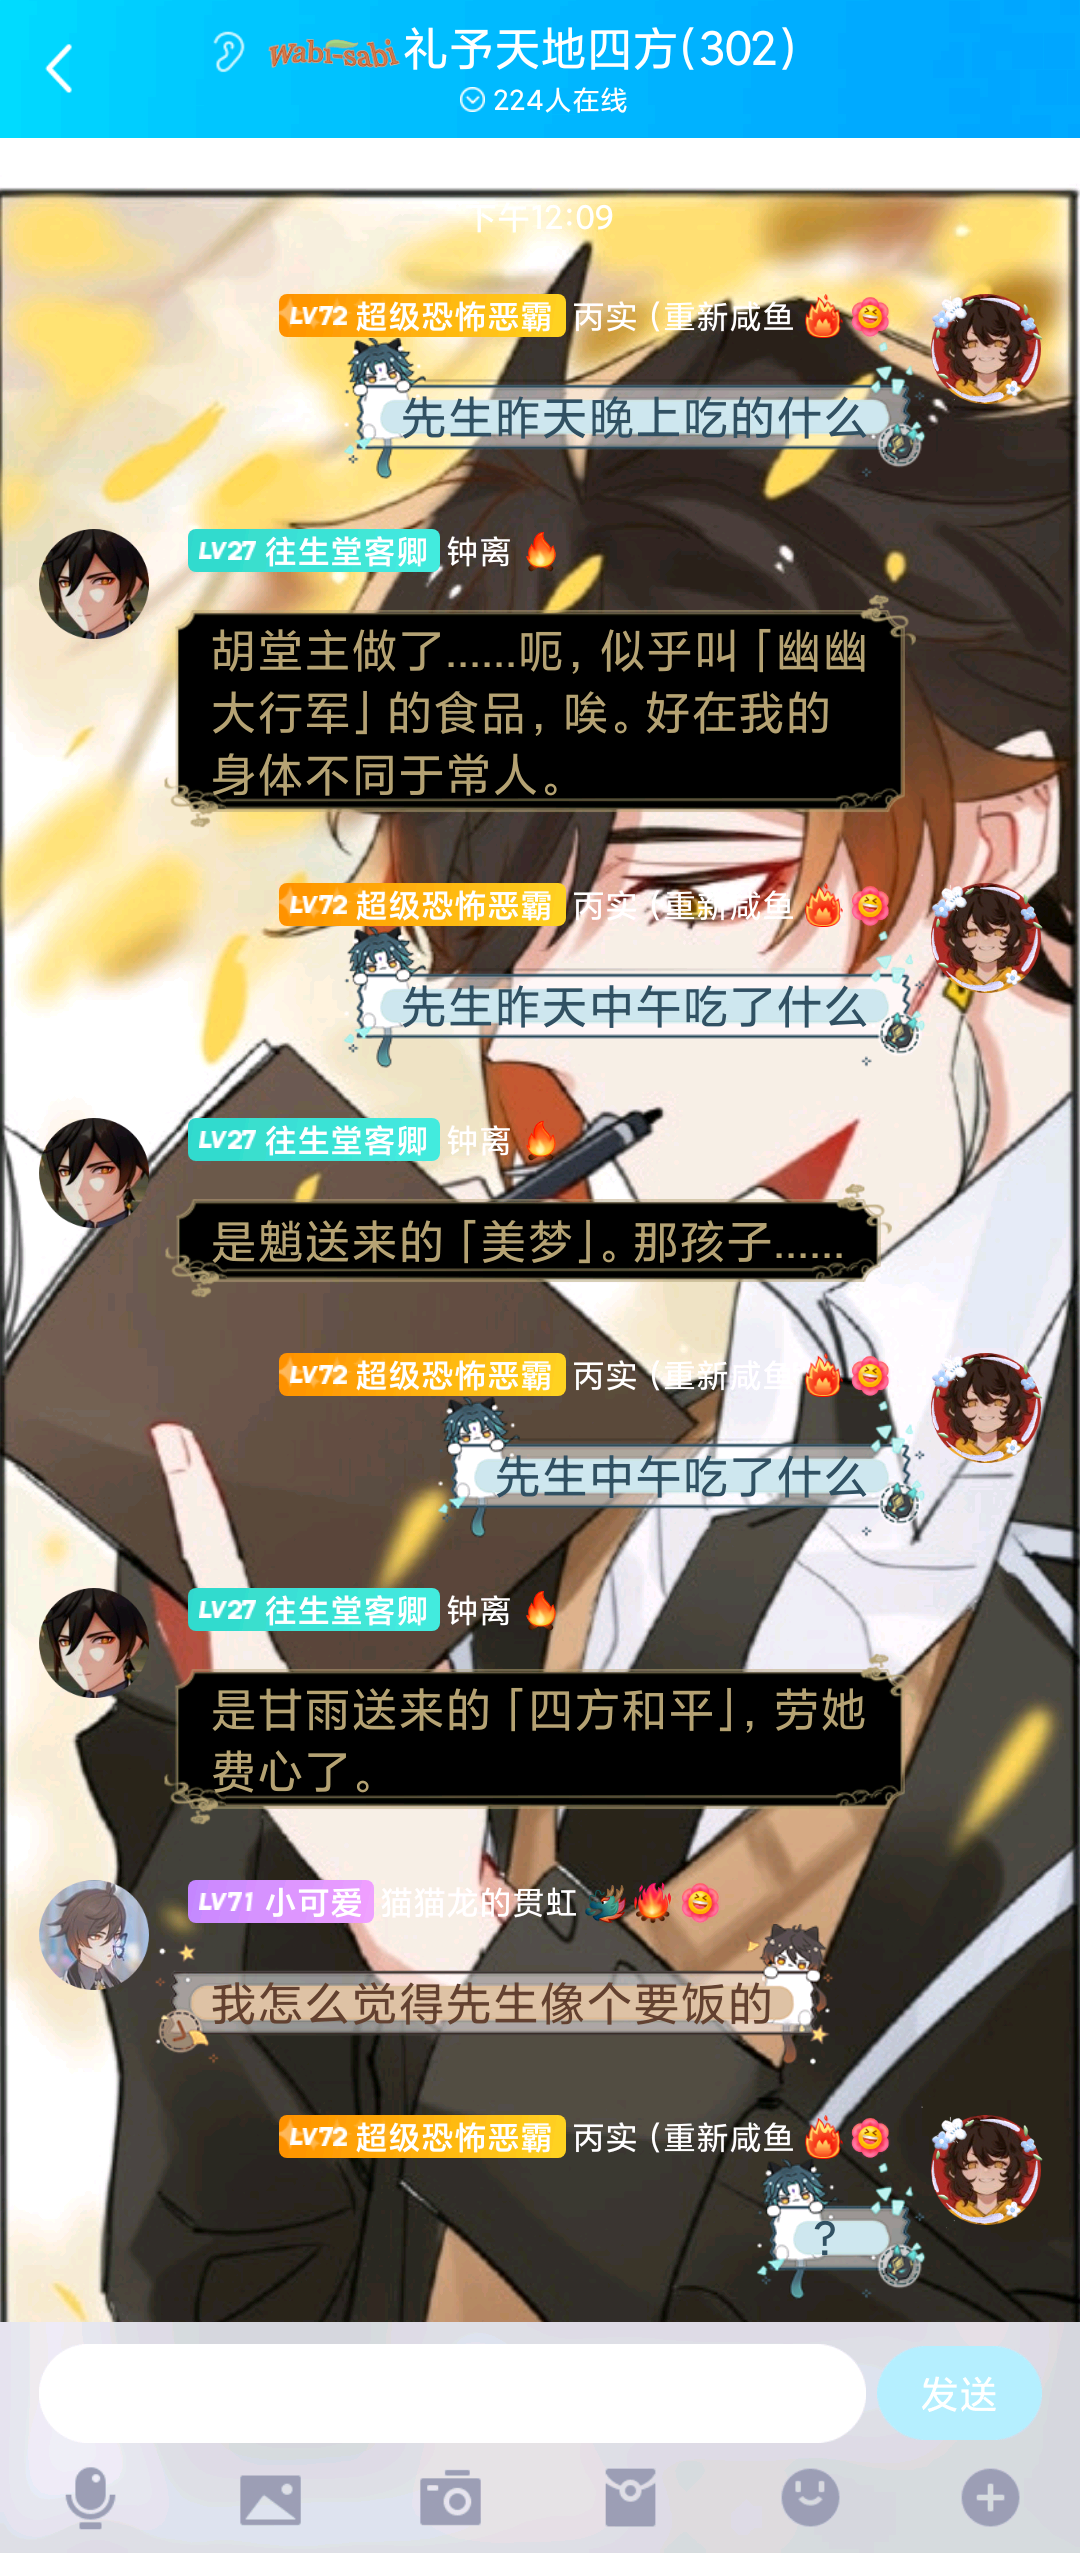 Wabi-sabi 礼予天地四方(302)
224人在线
下午12:09
LV72 超级恐怖恶霸 丙实（重新咸鱼
先生昨天晚上吃的什么
LV27 往生堂客卿 钟离
胡堂主做了......呃，似乎叫「幽幽
大行军」的食品，唉。好在我的
身体不同于常人。
LV72 超级恐怖恶霸 丙实（重新咸鱼
先生昨天中午吃了什么
LV27 往生堂客卿 钟离
是魈送来的「美梦」。那孩子......
LV72 超级恐怖恶霸 丙实（重新咸鱼
先生中午吃了什么
LV27 往生堂客卿 钟离
是甘雨送来的「四方和平」，劳她
费心了。
LV71 小可爱 猫猫龙的贯虹
我怎么觉得先生像个要饭的
LV72 超级恐怖恶霸 丙实（重新咸鱼
？
发送